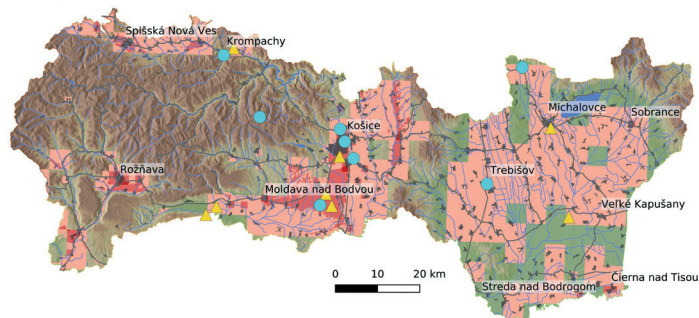 Spišská Nová Ves
Krompachy
Michalovce
Sobrance
Košice
Rožňava
Trebišov
Moldava nad Bodvou
Veľké Kapušany
Čierna nad Tisou
Streda nad Bodrogom
0 10 20 km